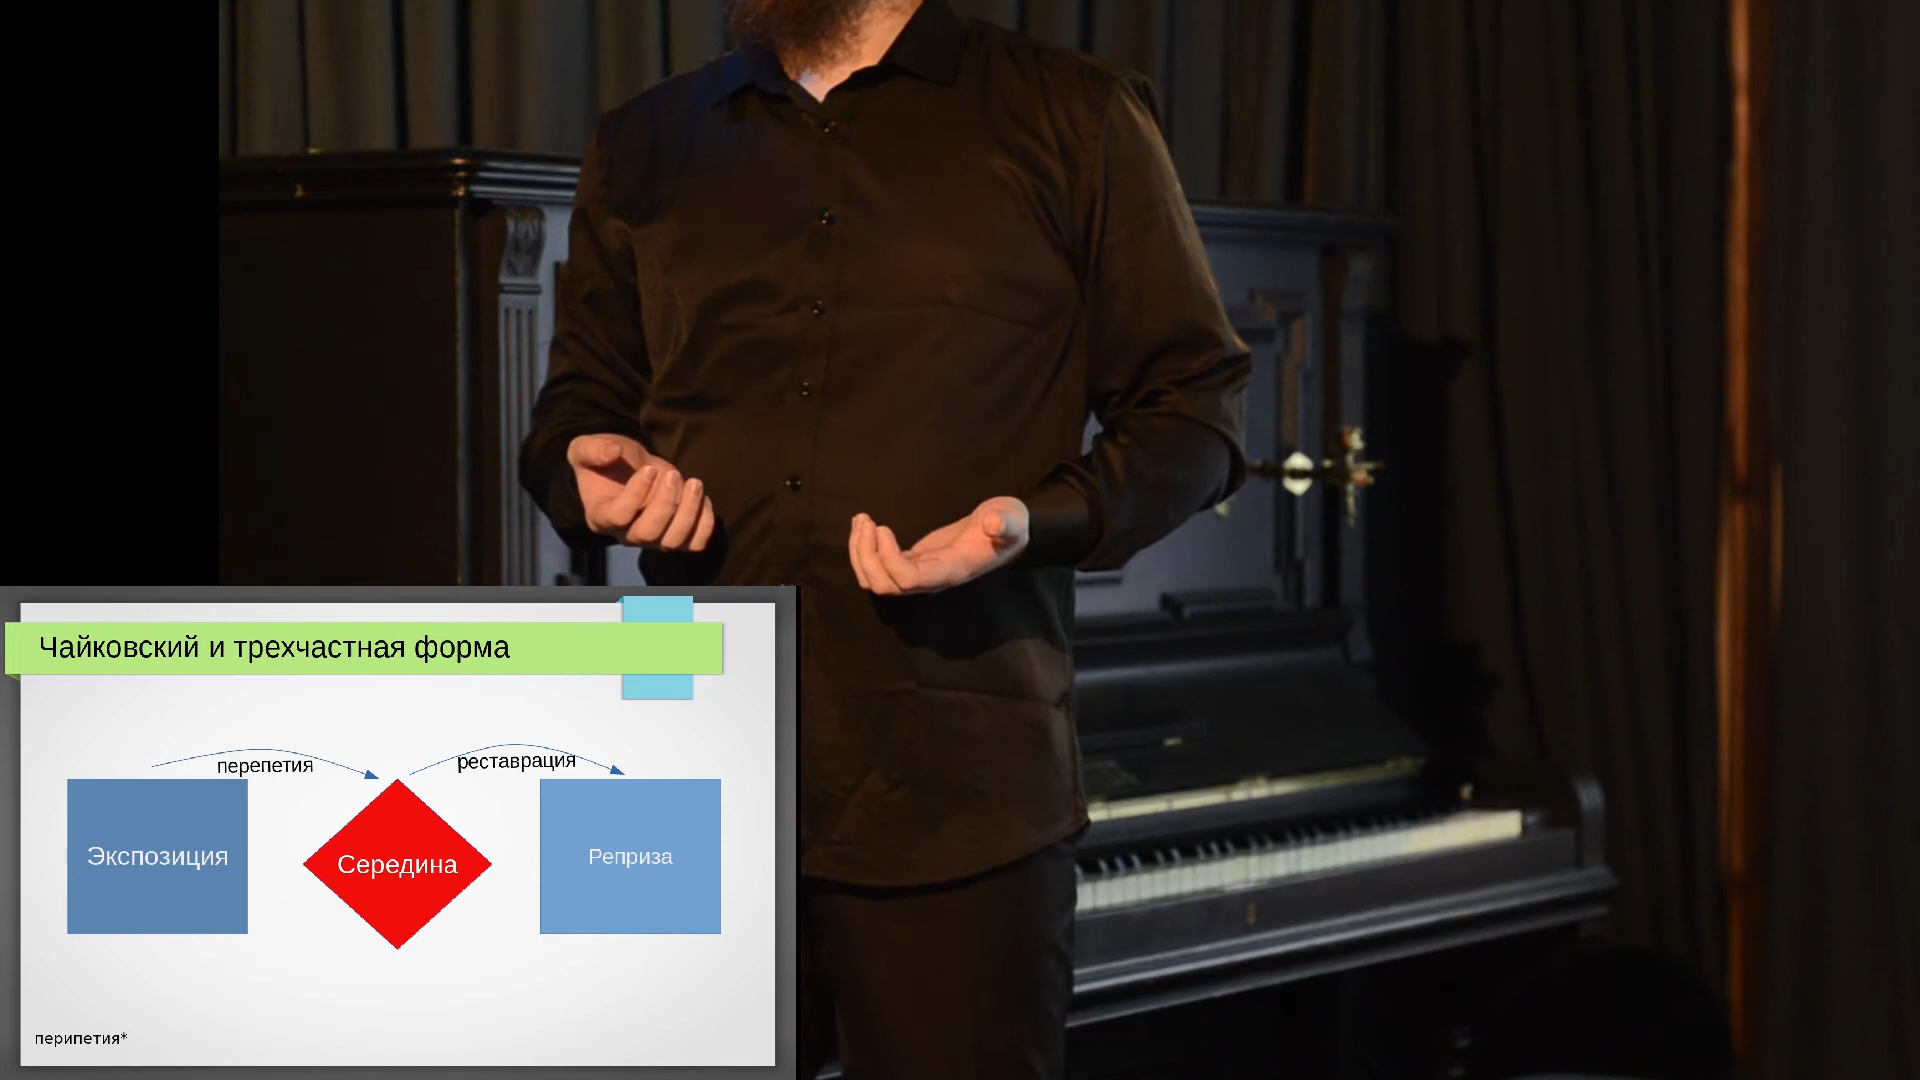 Чайковский и трехчастная форма
перепетия
реставрация
Экспозиция
Середина
Реприза
перипетия*